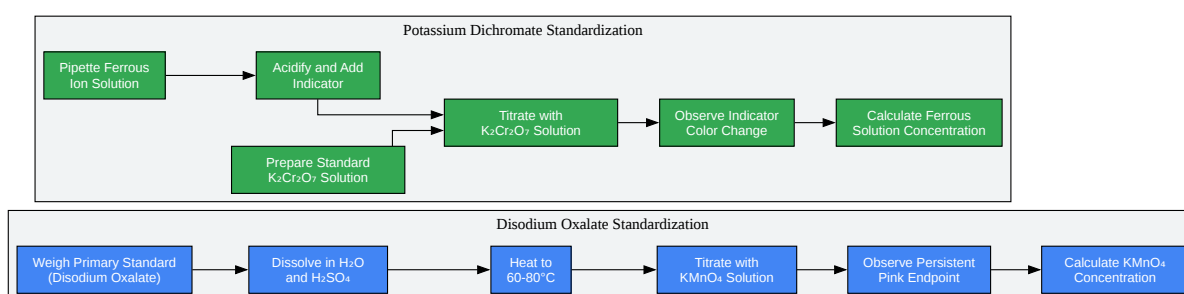 Potassium Dichromate Standardization
Pipette Ferrous
Ion Solution
Acidify and Add
Indicator
Prepare Standard
K₂Cr₂O₇ Solution
Titrate with
K₂Cr₂O₇ Solution
Observe Indicator
Color Change
Calculate Ferrous
Solution Concentration
Disodium Oxalate Standardization
Weigh Primary Standard
(Disodium Oxalate)
Dissolve in H₂O
and H₂SO₄
Heat to
60-80°C
Titrate with
KMnO₄ Solution
Observe Persistent
Pink Endpoint
Calculate KMnO₄
Concentration